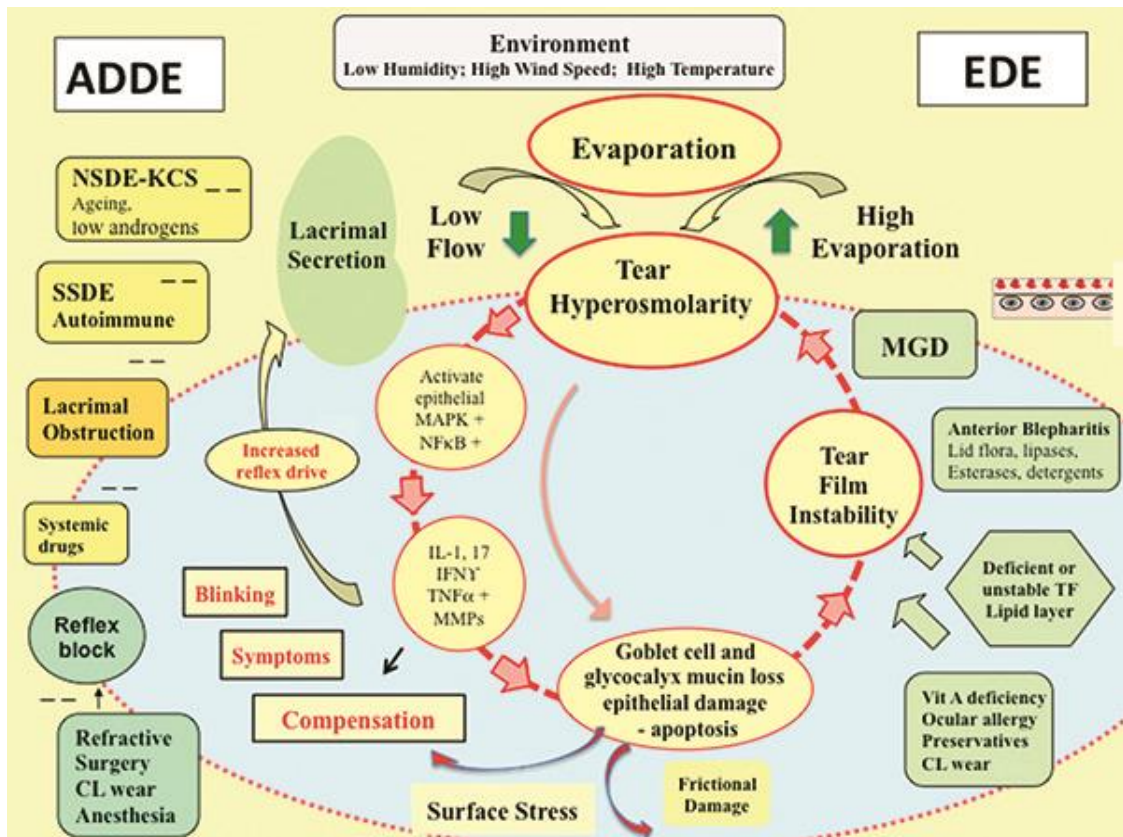 ADDE
Environment
Low Humidity; High Wind Speed; High Temperature
EDE
Evaporation
NSDE-KCS
Ageing,
low androgens
Lacrimal
Secretion
Low
Flow
High
Evaporation
Tear
Hyperosmolarity
SSDE
Autoimmune
MGD
Activate
epithelial
MAPK +
NFκB +
Lacrimal
Obstruction
Increased
reflex drive
Tear
Film
Instability
Anterior Blepharitis
Lid flora, lipases,
Esterases, detergents
Systemic
drugs
IL-1, 17
IFNϒ
TNFα +
MMPs
Blinking
Deficient or
unstable TF
Lipid layer
Reflex
block
Symptoms
Goblet cell and
glycocalyx mucin loss
epithelial damage
- apoptosis
Compensation
Vit A deficiency
Ocular allergy
Preservatives
CL wear
Refractive
Surgery
CL wear
Anesthesia
Surface Stress
Frictional
Damage